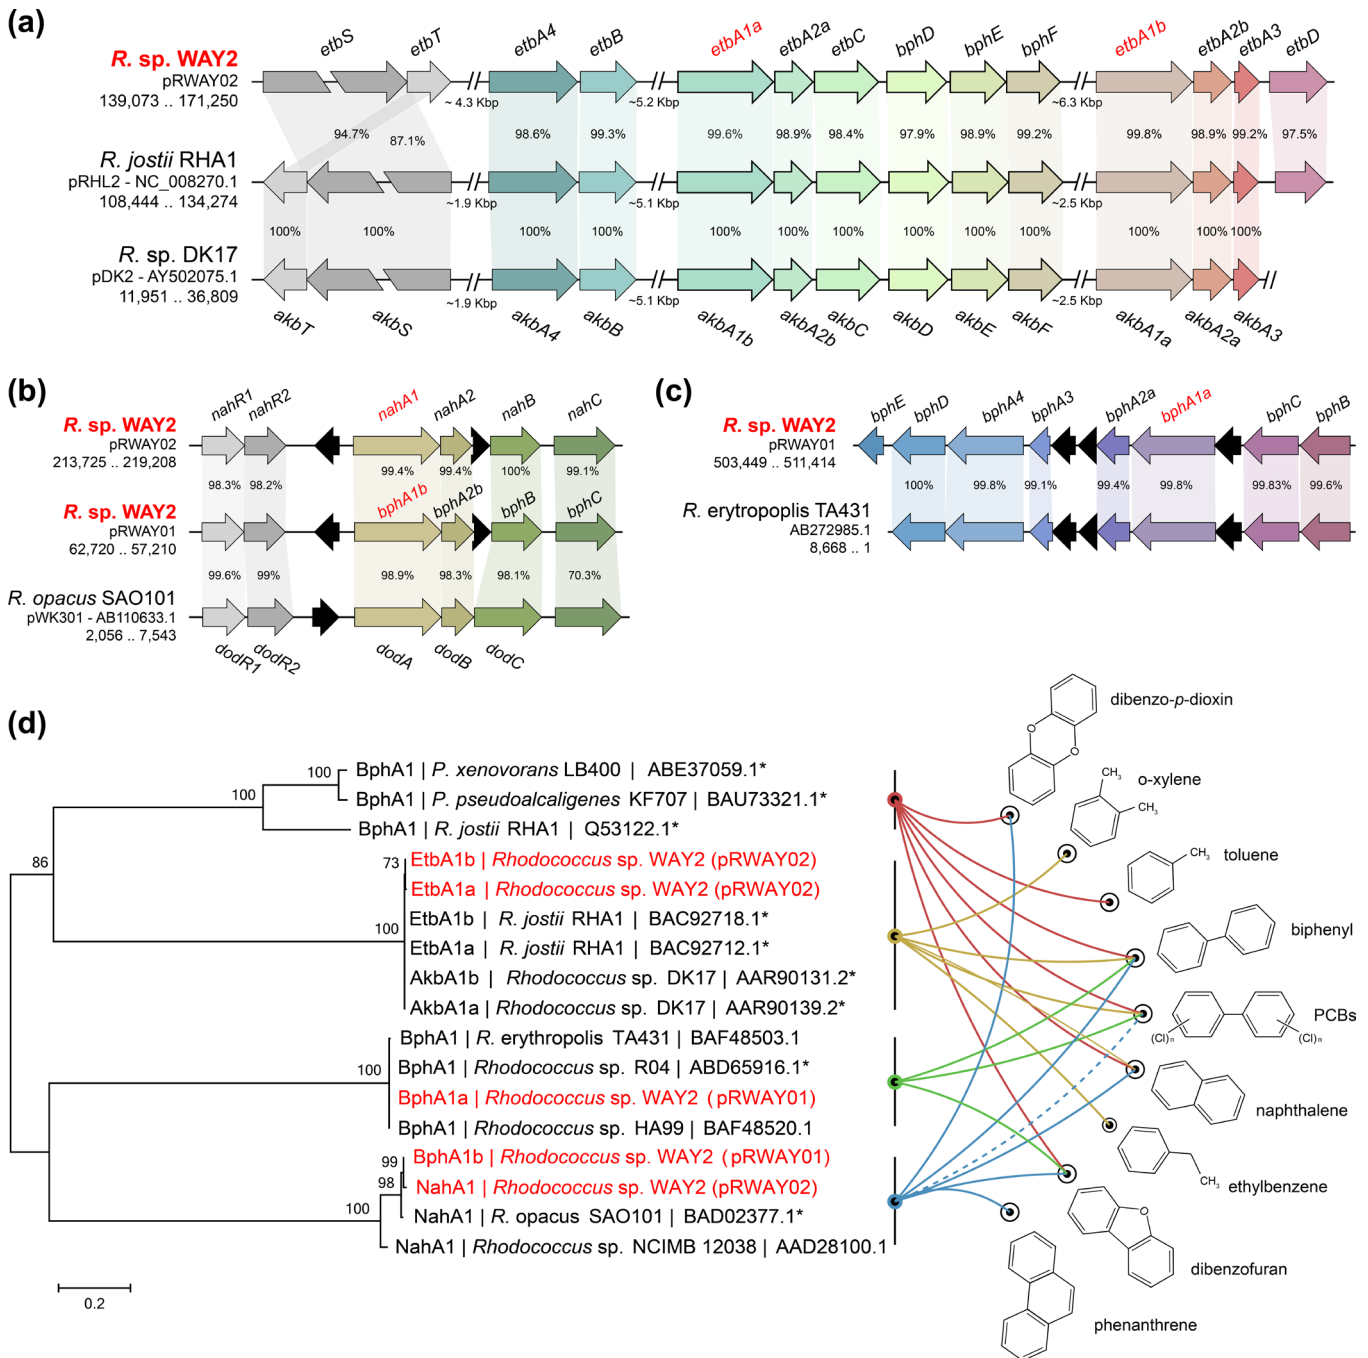 (a)
etbS etbT etbA4 etbB etbA1a etbA2a etbC bphD bphE bphF etbA1b etbA2b etbA3 etbD
R. sp. WAY2
pRWAY02
139,073 .. 171,250
~ 4.3 Kbp ~5.2 Kbp ~6.3 Kbp
94.7% 87.1% 98.6% 99.3% 99.6% 98.9% 98.4% 97.9% 98.9% 99.2% 99.8% 98.9% 99.2% 97.5%
R. jostii RHA1
pRHL2 - NC_008270.1
108,444 .. 134,274
~1.9 Kbp ~5.1 Kbp ~2.5 Kbp
100% 100% 100% 100% 100% 100% 100% 100% 100% 100% 100% 100% 100%
R. sp. DK17
pDK2 - AY502075.1
11,951 .. 36,809
~1.9 Kbp ~5.1 Kbp ~2.5 Kbp
akbT akbS akbA4 akbB akbA1b akbA2b akbC akbD akbE akbF akbA1a akbA2a akbA3
(b)
nahR1 nahR2 nahA1 nahA2 nahB nahC
R. sp. WAY2
pRWAY02
213,725 .. 219,208
98.3% 98.2% 99.4% 99.4% 100% 99.1%
bphA1b bphA2b bphB bphC
R. sp. WAY2
pRWAY01
62,720 .. 57,210
99.6% 99% 98.9% 98.3% 98.1% 70.3%
R. opacus SAO101
pWK301 - AB110633.1
2,056 .. 7,543
dodR1 dodR2 dodA dodB dodC
(c)
bphE bphD bphA4 bphA3 bphA2a bphA1a bphC bphB
R. sp. WAY2
pRWAY01
503,449 .. 511,414
100% 99.8% 99.1% 99.4% 99.8% 99.83% 99.6%
R. erytropoplis TA431
AB272985.1
8,668 .. 1
(d)
BphA1 | P. xenovorans LB400 | ABE37059.1*
BphA1 | P. pseudoalcaligenes KF707 | BAU73321.1*
BphA1 | R. jostii RHA1 | Q53122.1*
EtbA1b | Rhodococcus sp. WAY2 (pRWAY02)
EtbA1a | Rhodococcus sp. WAY2 (pRWAY02)
EtbA1b | R. jostii RHA1 | BAC92718.1*
EtbA1a | R. jostii RHA1 | BAC92712.1*
AkbA1b | Rhodococcus sp. DK17 | AAR90131.2*
AkbA1a | Rhodococcus sp. DK17 | AAR90139.2*
BphA1 | R. erythropolis TA431 | BAF48503.1
BphA1 | Rhodococcus sp. R04 | ABD65916.1*
BphA1a | Rhodococcus sp. WAY2 (pRWAY01)
BphA1 | Rhodococcus sp. HA99 | BAF48520.1
BphA1b | Rhodococcus sp. WAY2 (pRWAY01)
NahA1 | Rhodococcus sp. WAY2 (pRWAY02)
NahA1 | R. opacus SAO101 | BAD02377.1*
NahA1 | Rhodococcus sp. NCIMB 12038 | AAD28100.1
100
100
86
73
100
100
99
98
100
0.2
O
O
dibenzo-p-dioxin
CH3
CH3
o-xylene
CH3
toluene
biphenyl
(Cl)n (Cl)n
PCBs
naphthalene
CH3
ethylbenzene
O
dibenzofuran
phenanthrene